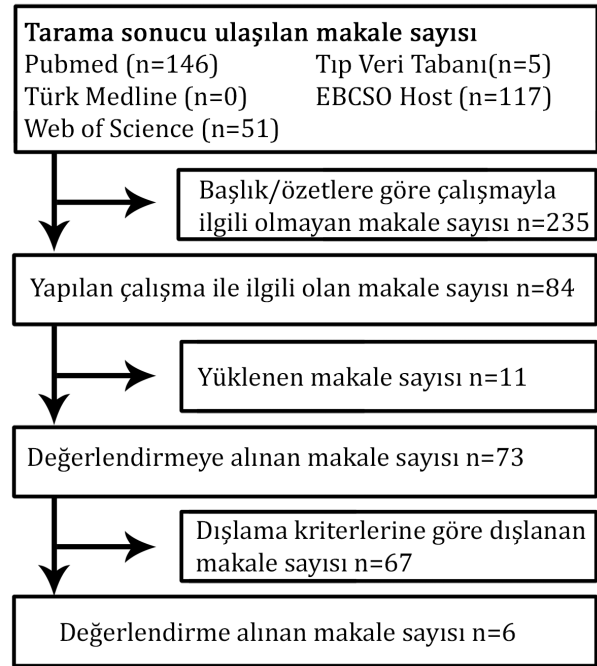 Tarama sonucu ulaşılan makale sayısı
Pubmed (n=146) Tıp Veri Tabanı(n=5)
Türk Medline (n=0) EBCSO Host (n=117)
Web of Science (n=51)
Başlık/özetlere göre çalışmayla
ilgili olmayan makale sayısı n=235
Yapılan çalışma ile ilgili olan makale sayısı n=84
Yüklenen makale sayısı n=11
Değerlendirmeye alınan makale sayısı n=73
Dışlama kriterlerine göre dışlanan
makale sayısı n=67
Değerlendirme alınan makale sayısı n=6